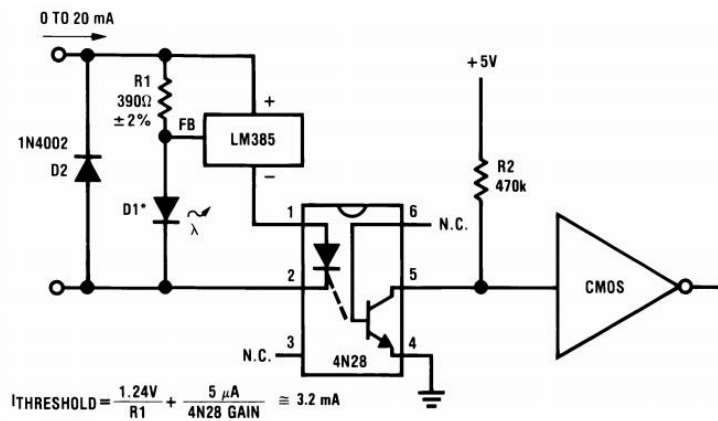 0 TO 20 mA
R1
390Ω
±2%
FB
LM385
+
−
1N4002
D2
D1*
λ
+5V
R2
470k
1
6
N.C.
2
5
CMOS
3
N.C.
4
4N28
ITHRESHOLD = 1.24V / R1 + 5 μA / 4N28 GAIN ≅ 3.2 mA